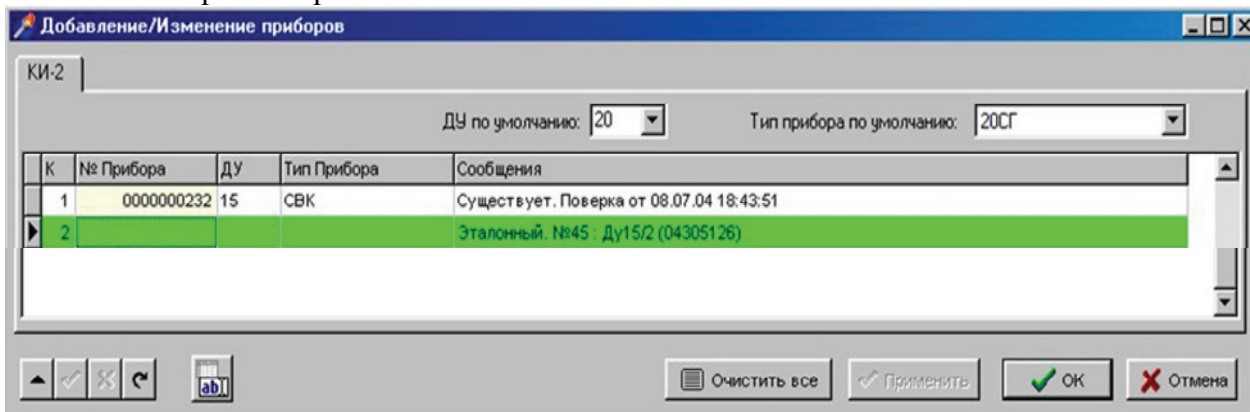 Добавление/Изменение приборов
КИ-2
ДУ по умолчанию: 20 Тип прибора по умолчанию: 20СГ
К № Прибора ДУ Тип Прибора Сообщения
1 0000000232 15 СВК Существует. Поверка от 08.07.04 18:43:51
2 Эталонный. №45 : Ду15/2 (04305126)
ab Очистить все Применить ОК Отмена